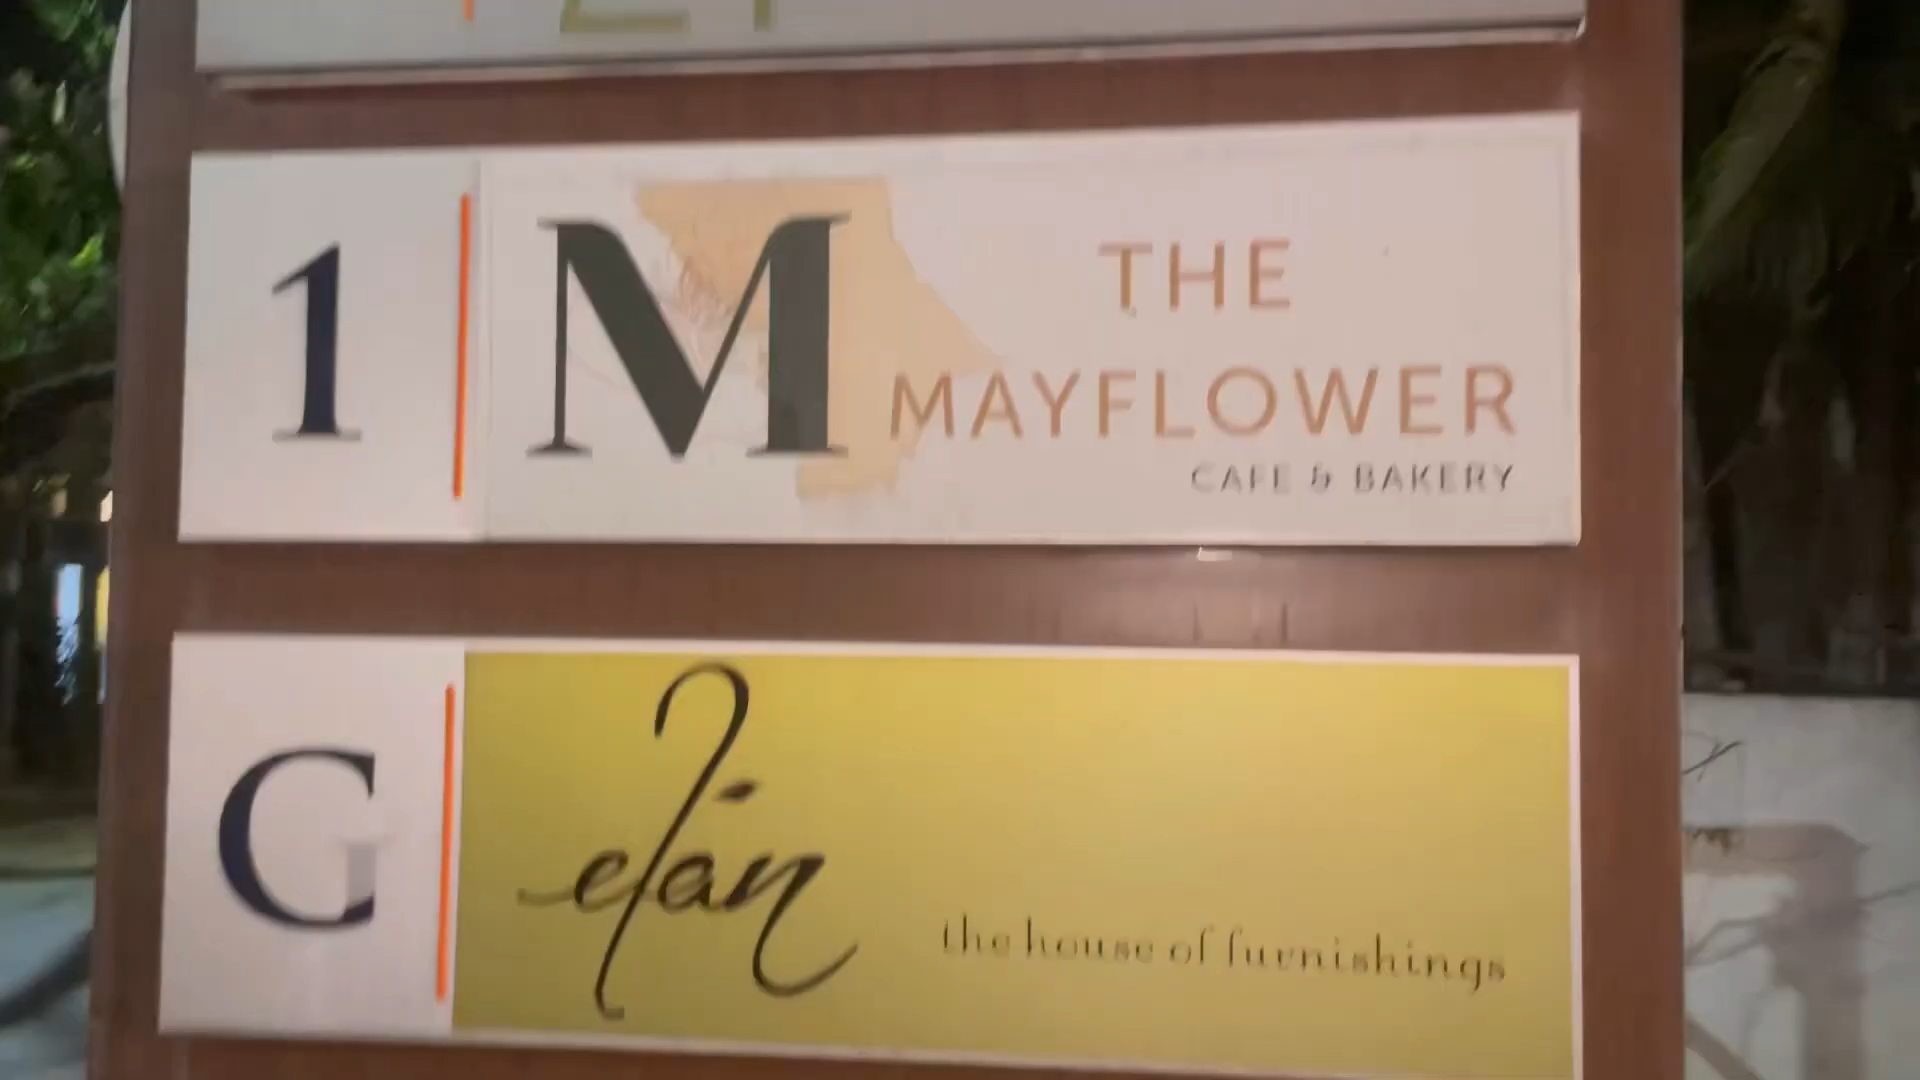 1
M
THE
MAYFLOWER
CAFE & BAKERY
G
elan
the house of furnishings